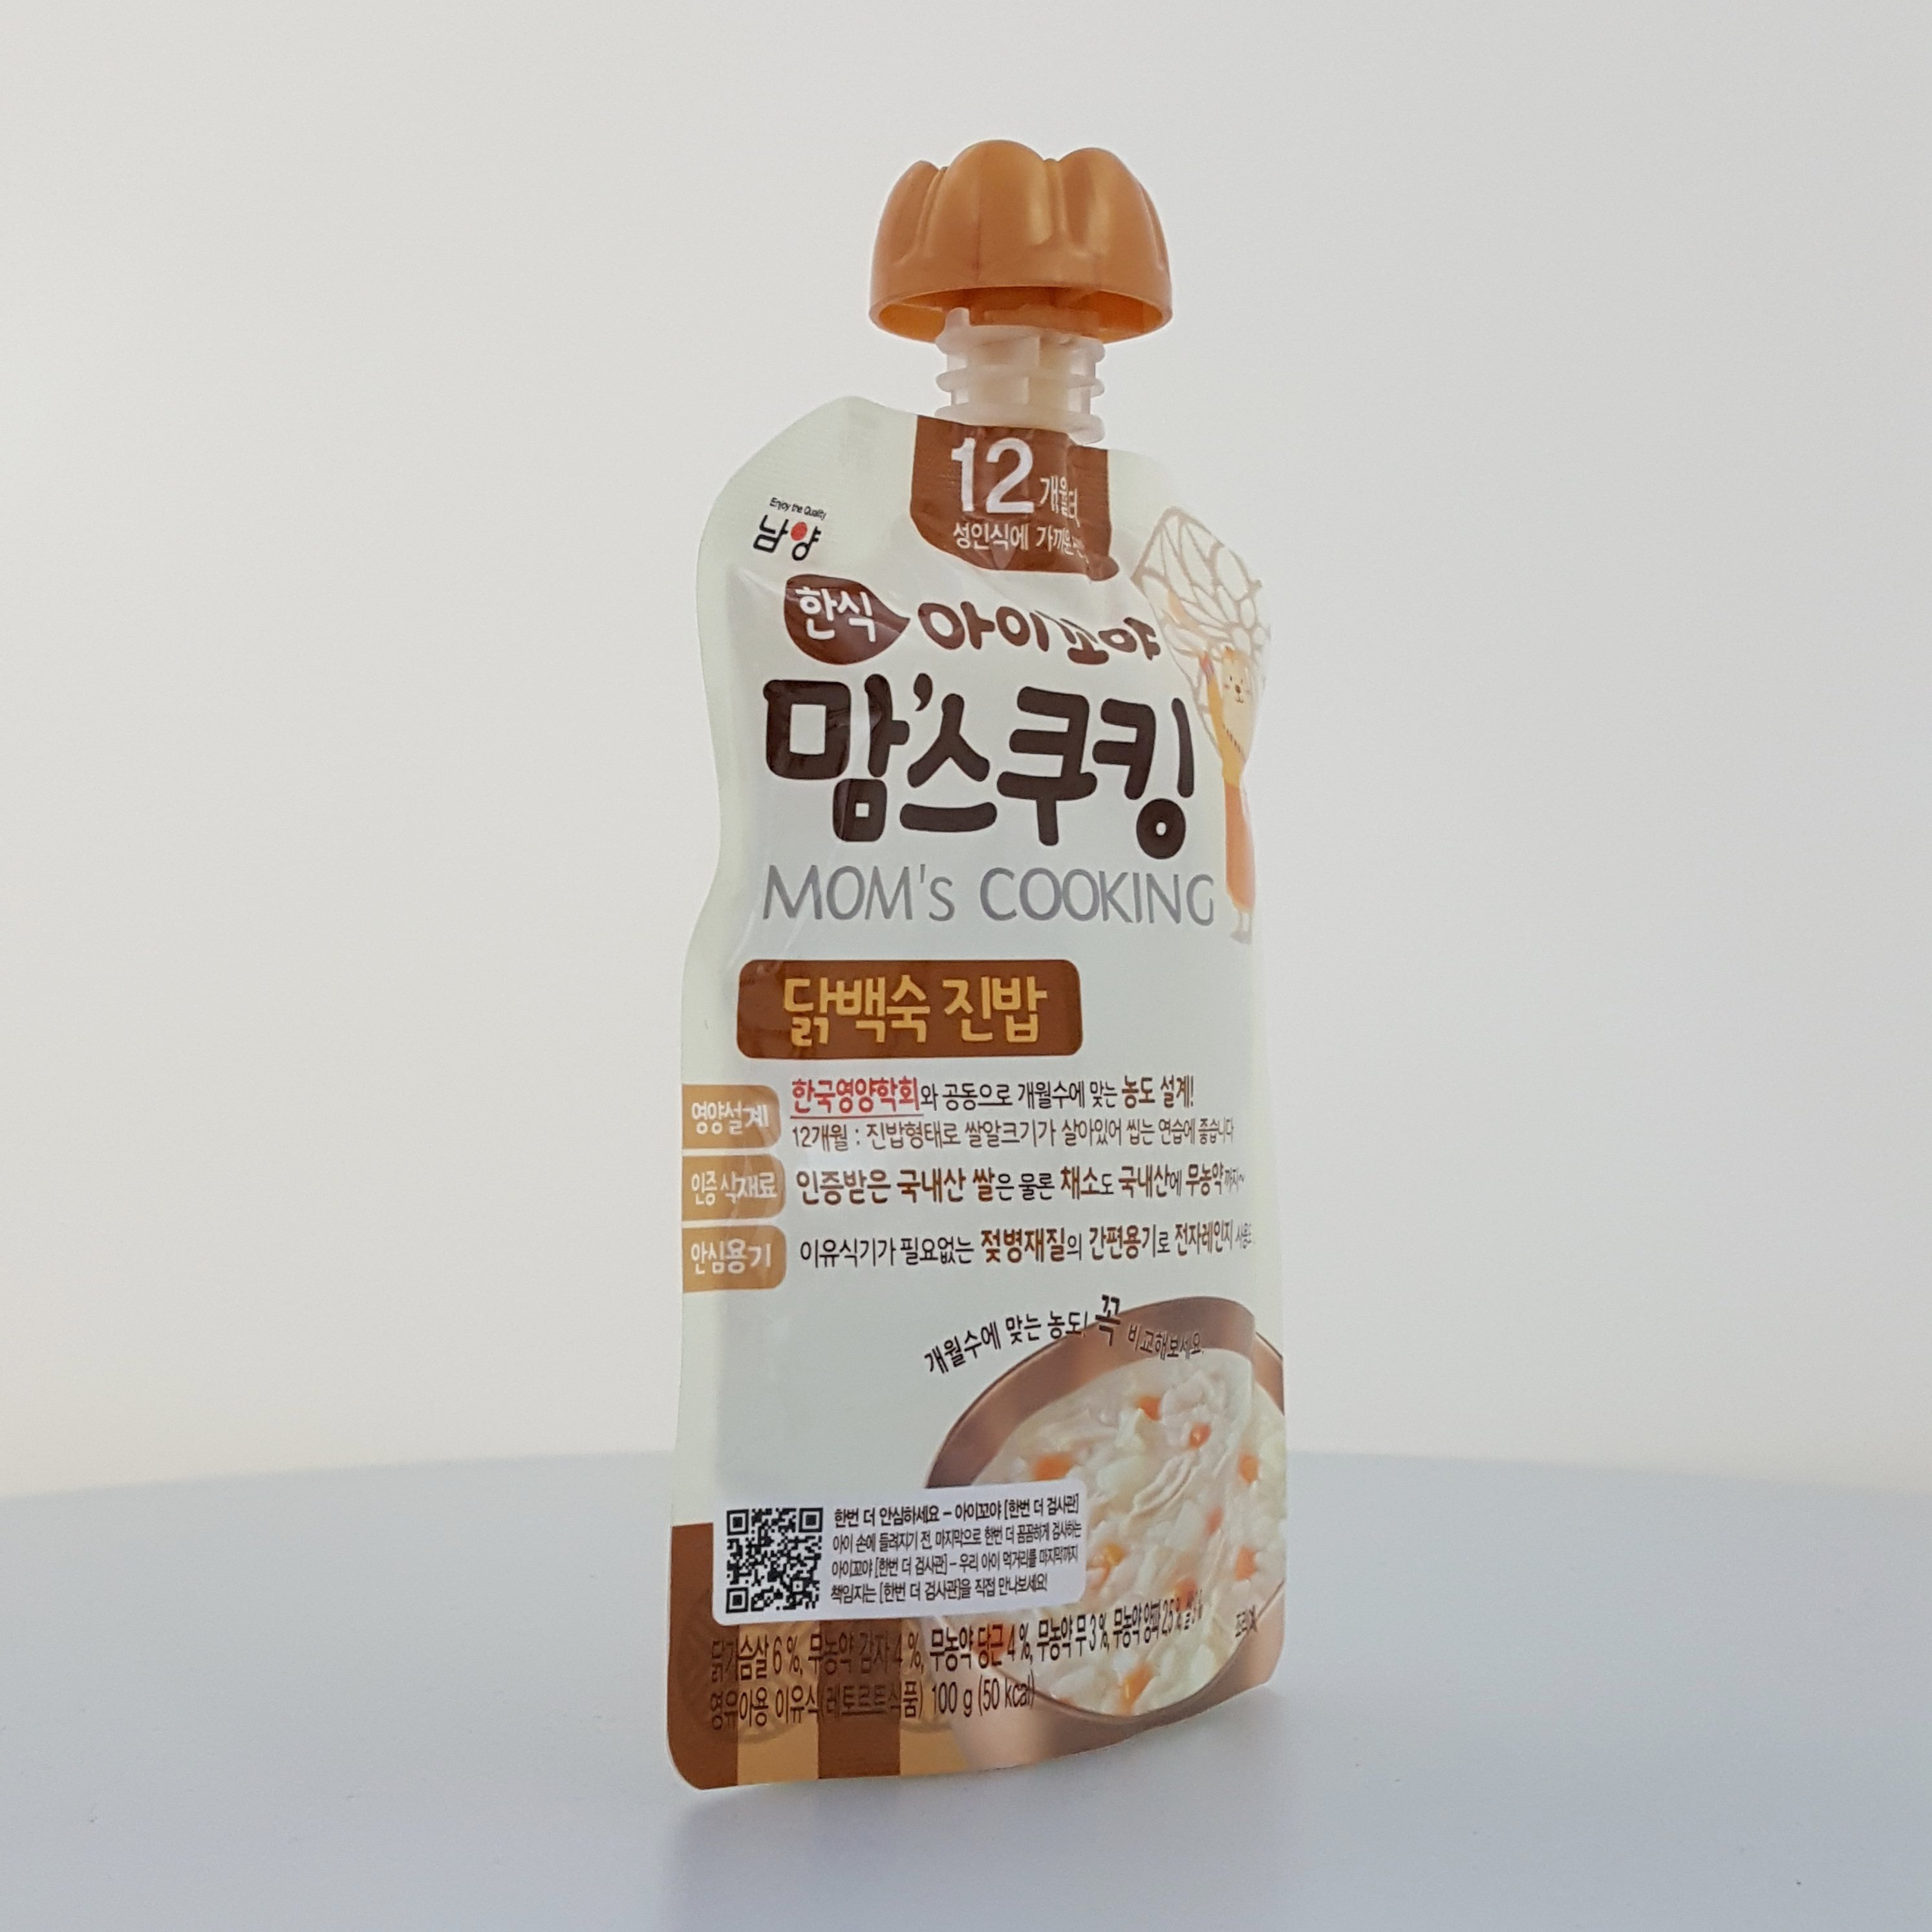 12개월
성인식에 가까운
Enjoy the Quality
남양
한식 아이꼬야
맘's쿠킹
MOM's COOKING
닭백숙 진밥
영양설계 한국영양학회와 공동으로 개월수에 맞는 농도 설계!
12개월 : 진밥형태로 쌀알크기가 살아있어 씹는 연습에 좋습니다
인증 식재료 인증받은 국내산 쌀은 물론 채소도 국내산에 무농약까지~
안심용기 이유식기가 필요없는 젖병재질의 간편용기로 전자레인지
개월수에 맞는 농도! 꼭 비교해보세요.
한번 더 안심하세요 – 아이꼬야 [한번 더 검사관]
아이 손에 들려지기 전, 마지막으로 한번 더 꼼꼼하게 검사하는
아이꼬야 [한번 더 검사관] – 우리 아이 먹거리를 마지막까지
책임지는 [한번 더 검사관]을 직접 만나보세요!
닭가슴살 6 %, 무농약 감자 4 %, 무농약 당근 4 %, 무농약 무 3 %, 무농약 양파 2.5 %,
영유아용 이유식(레토르트식품) 100 g (50 kcal)